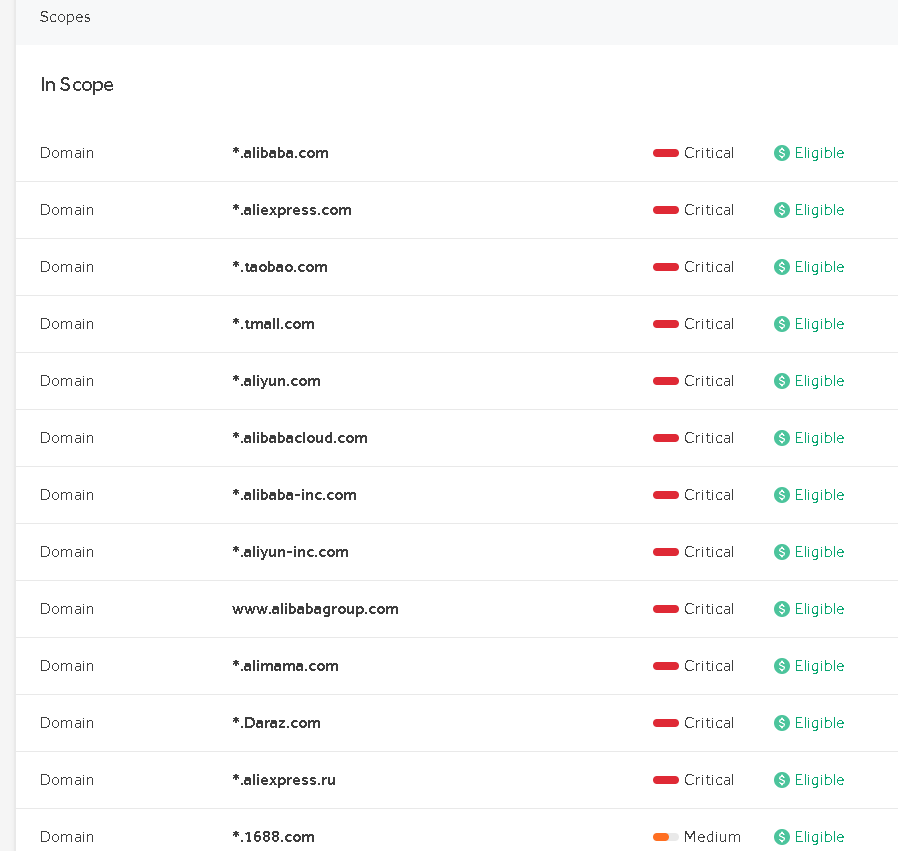 Scopes
In Scope
Domain *.alibaba.com Critical $ Eligible
Domain *.aliexpress.com Critical $ Eligible
Domain *.taobao.com Critical $ Eligible
Domain *.tmall.com Critical $ Eligible
Domain *.aliyun.com Critical $ Eligible
Domain *.alibabacloud.com Critical $ Eligible
Domain *.alibaba-inc.com Critical $ Eligible
Domain *.aliyun-inc.com Critical $ Eligible
Domain www.alibabagroup.com Critical $ Eligible
Domain *.alimama.com Critical $ Eligible
Domain *.Daraz.com Critical $ Eligible
Domain *.aliexpress.ru Critical $ Eligible
Domain *.1688.com Medium $ Eligible